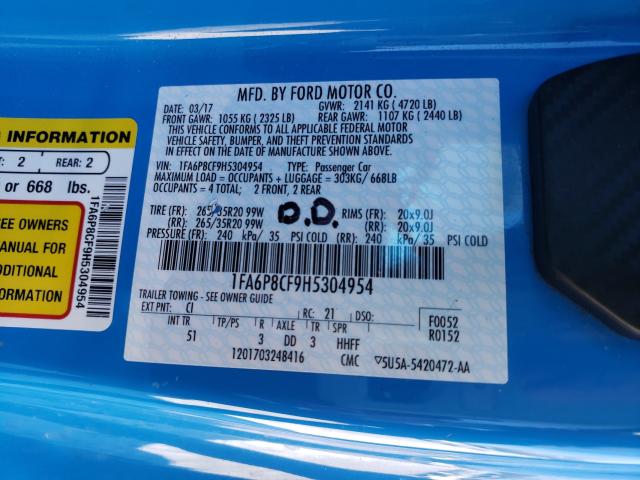 MFD. BY FORD MOTOR CO.
DATE: 03/17 GVWR: 2141 KG ( 4720 LB)
FRONT GAWR: 1055 KG ( 2325 LB) REAR GAWR: 1107 KG ( 2440 LB)
THIS VEHICLE CONFORMS TO ALL APPLICABLE FEDERAL MOTOR
VEHICLE SAFETY, BUMPER, AND THEFT PREVENTION STANDARDS
IN EFFECT ON THE DATE OF MANUFACTURE SHOWN ABOVE.
VIN: 1FA6P8CF9H5304954 TYPE: Passenger Car
MAXIMUM LOAD = OCCUPANTS + LUGGAGE = 303KG/ 668LB
OCCUPANTS = 4 TOTAL; 2 FRONT, 2 REAR
TIRE (FR): 265/35R20 99W O.D. RIMS (FR): 20x9.0J
(RR): 265/35R20 99W (RR): 20x9.0J
PRESSURE (FR): 240 kPa/ 35 PSI COLD (RR): 240 kPa/ 35 PSI COLD
1FA6P8CF9H5304954
TRAILER TOWING - SEE OWNER GUIDE
EXT PNT: CI RC: 21 DSO: F0052
INT TR TP/PS R AXLE TR SPR R0152
51 3 DD 3 HHFF
1201703248416 CMC 5U5A-5420472-AA
INFORMATION
: 2 REAR: 2
or 668 lbs.
SEE OWNERS
MANUAL FOR
ADDITIONAL
1FA6P8CF9H5304954